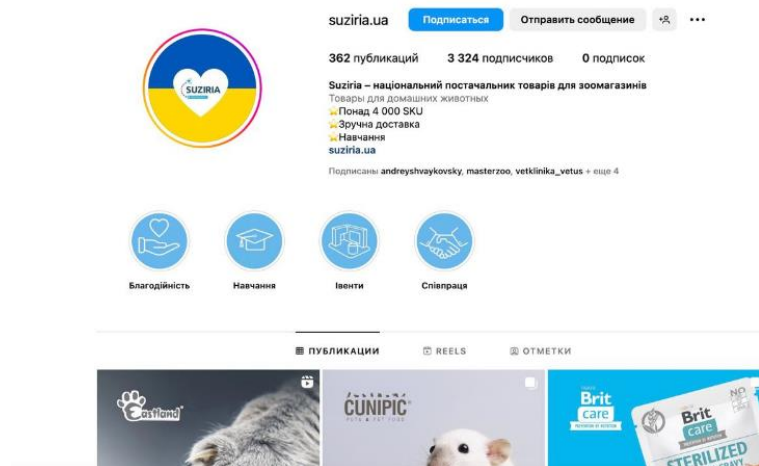 suziria.ua Подписаться Отправить сообщение
362 публикаций 3 324 подписчиков 0 подписок
Suziria – національний постачальник товарів для зоомагазинів
Товары для домашних животных
⭐Понад 4 000 SKU
⭐Зручна доставка
⭐Навчання
suziria.ua
Подписаны andreyshvaykovsky, masterzoo, vetklinika_vetus + еще 4
SUZIRIA
Благодійність Навчання Івенти Співпраця
ПУБЛИКАЦИИ REELS ОТМЕТКИ
Eastland
CUNIPIC
Brit
care
NO
Brit
care
STERILIZED